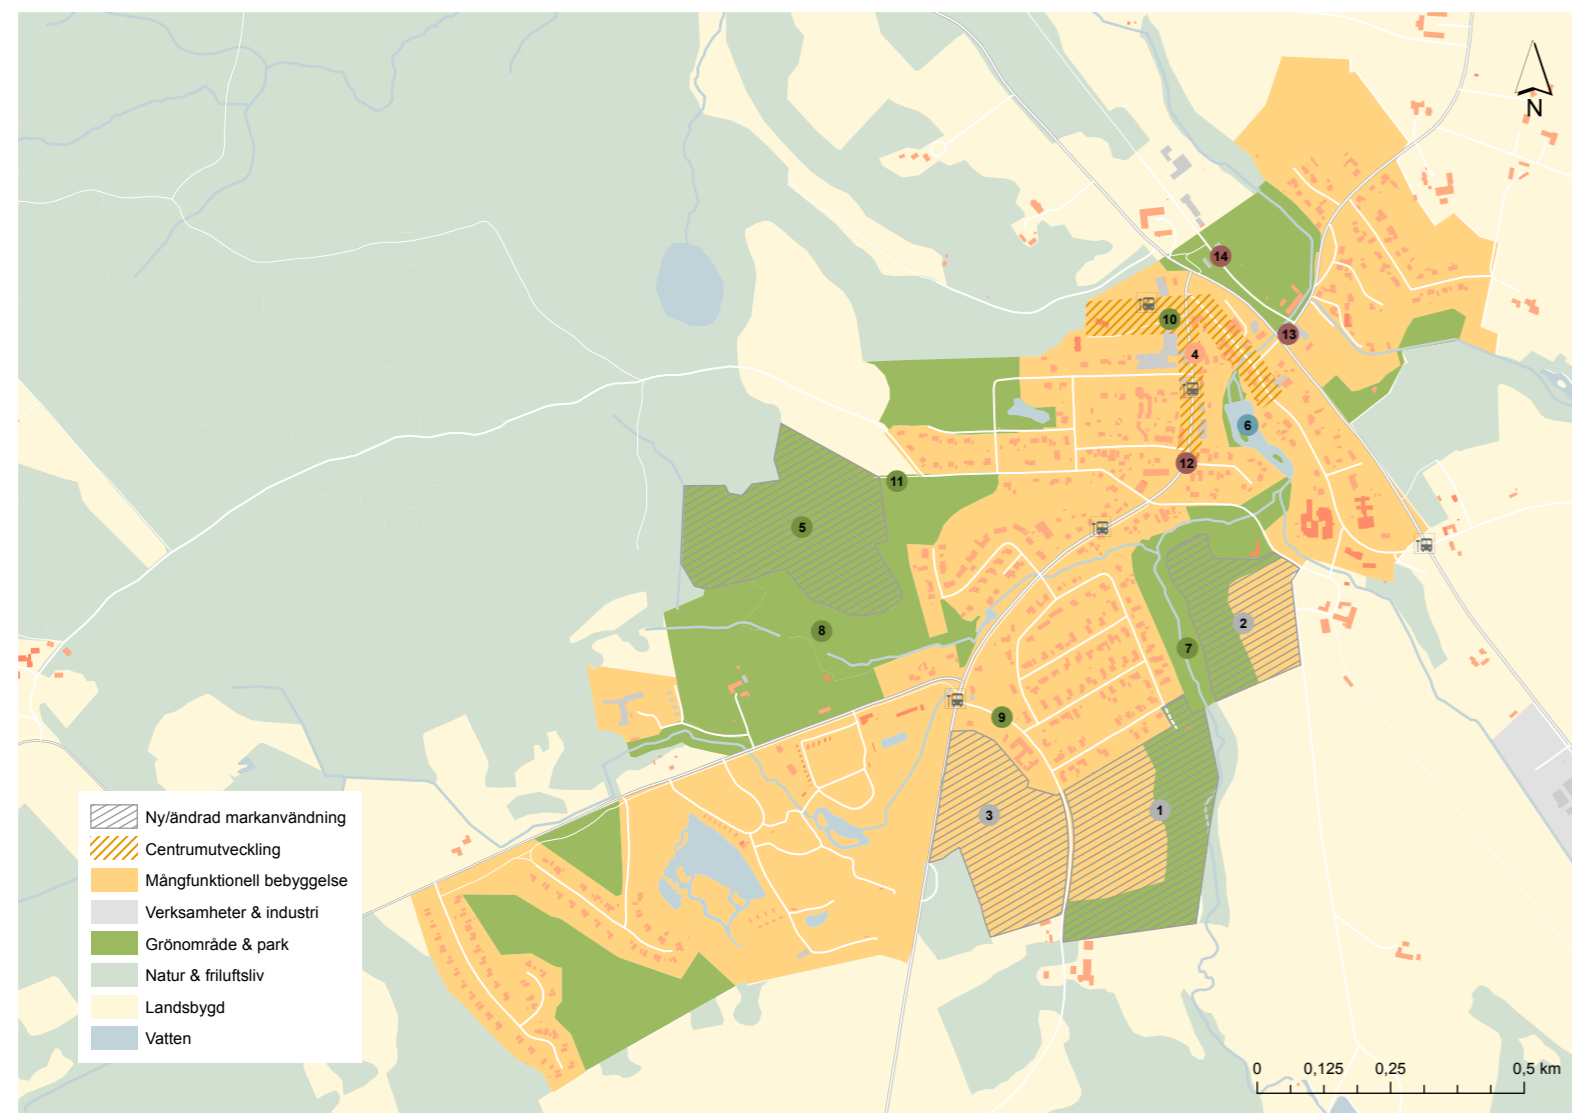 N
14
10
13
4
6
12
11
5
2
8
7
9
3
1
Ny/ändrad markanvändning
Centrumutveckling
Mångfunktionell bebyggelse
Verksamheter & industri
Grönområde & park
Natur & friluftsliv
Landsbygd
Vatten
0 0,125 0,25 0,5 km